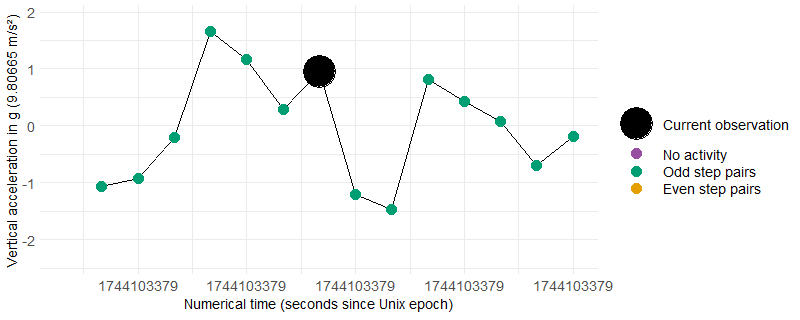 Vertical acceleration in g (9.80665 m/s²)
2
1
0
-1
-2
1744103379
1744103379
1744103379
1744103379
1744103379
Numerical time (seconds since Unix epoch)
Current observation
No activity
Odd step pairs
Even step pairs